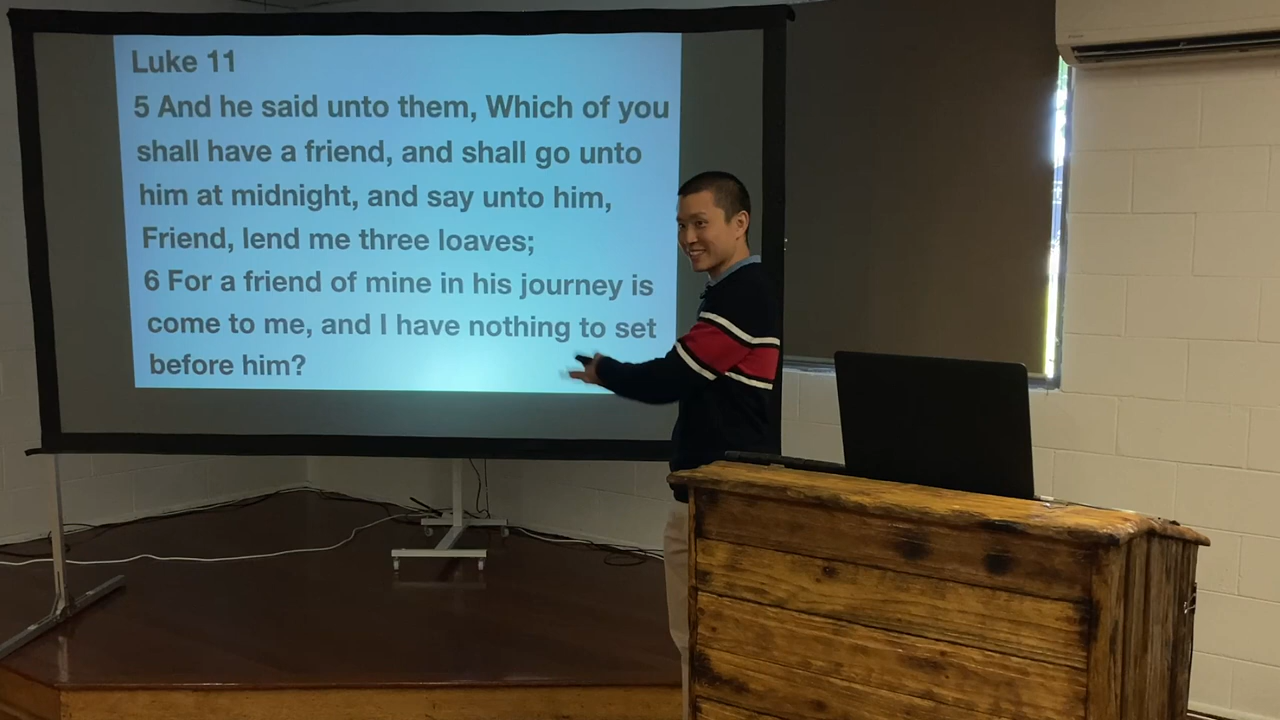 Luke 11
5 And he said unto them, Which of you
shall have a friend, and shall go unto
him at midnight, and say unto him,
Friend, lend me three loaves;
6 For a friend of mine in his journey is
come to me, and I have nothing to set
before him?